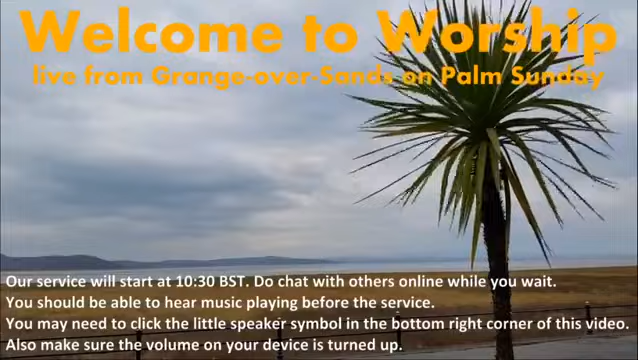 Welcome to Worship
live from Grange-over-Sands on Palm Sunday
Our service will start at 10:30 BST. Do chat with others online while you wait.
You should be able to hear music playing before the service.
You may need to click the little speaker symbol in the bottom right corner of this video.
Also make sure the volume on your device is turned up.